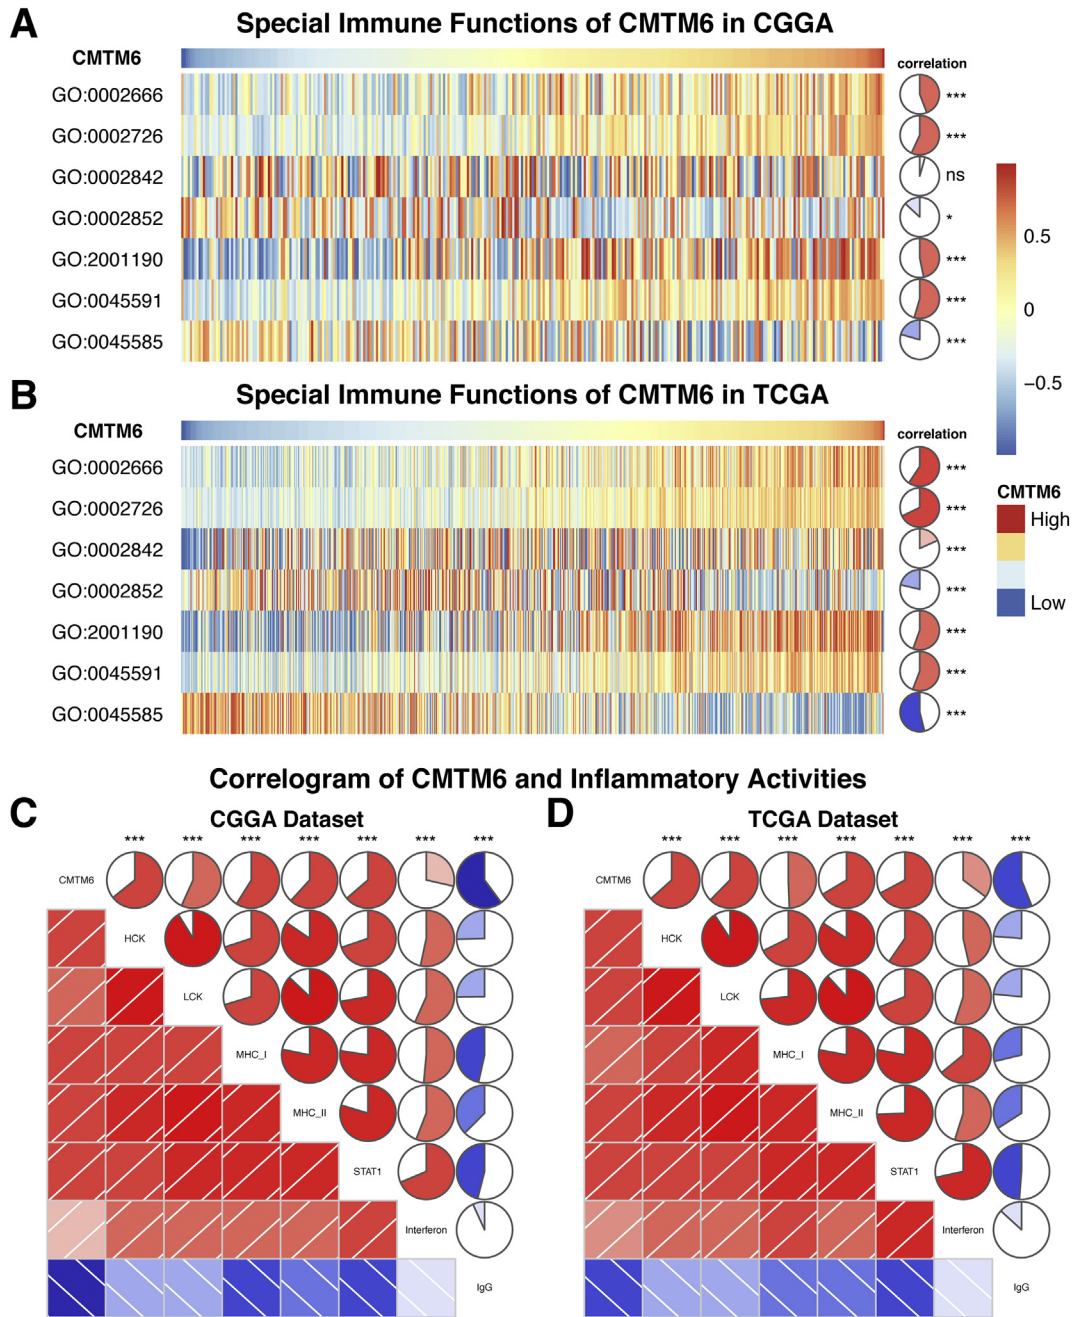 A
Special Immune Functions of CMTM6 in CGGA
CMTM6
correlation
GO:0002666
***
GO:0002726
***
GO:0002842
ns
GO:0002852
*
GO:2001190
***
GO:0045591
***
GO:0045585
***
0.5
0
−0.5
B
Special Immune Functions of CMTM6 in TCGA
CMTM6
correlation
GO:0002666
***
GO:0002726
***
GO:0002842
***
GO:0002852
***
GO:2001190
***
GO:0045591
***
GO:0045585
***
CMTM6
High
Low
Correlogram of CMTM6 and Inflammatory Activities
C
CGGA Dataset
*** *** *** *** *** *** ***
CMTM6
HCK
LCK
MHC_I
MHC_II
STAT1
Interferon
IgG
D
TCGA Dataset
*** *** *** *** *** *** ***
CMTM6
HCK
LCK
MHC_I
MHC_II
STAT1
Interferon
IgG